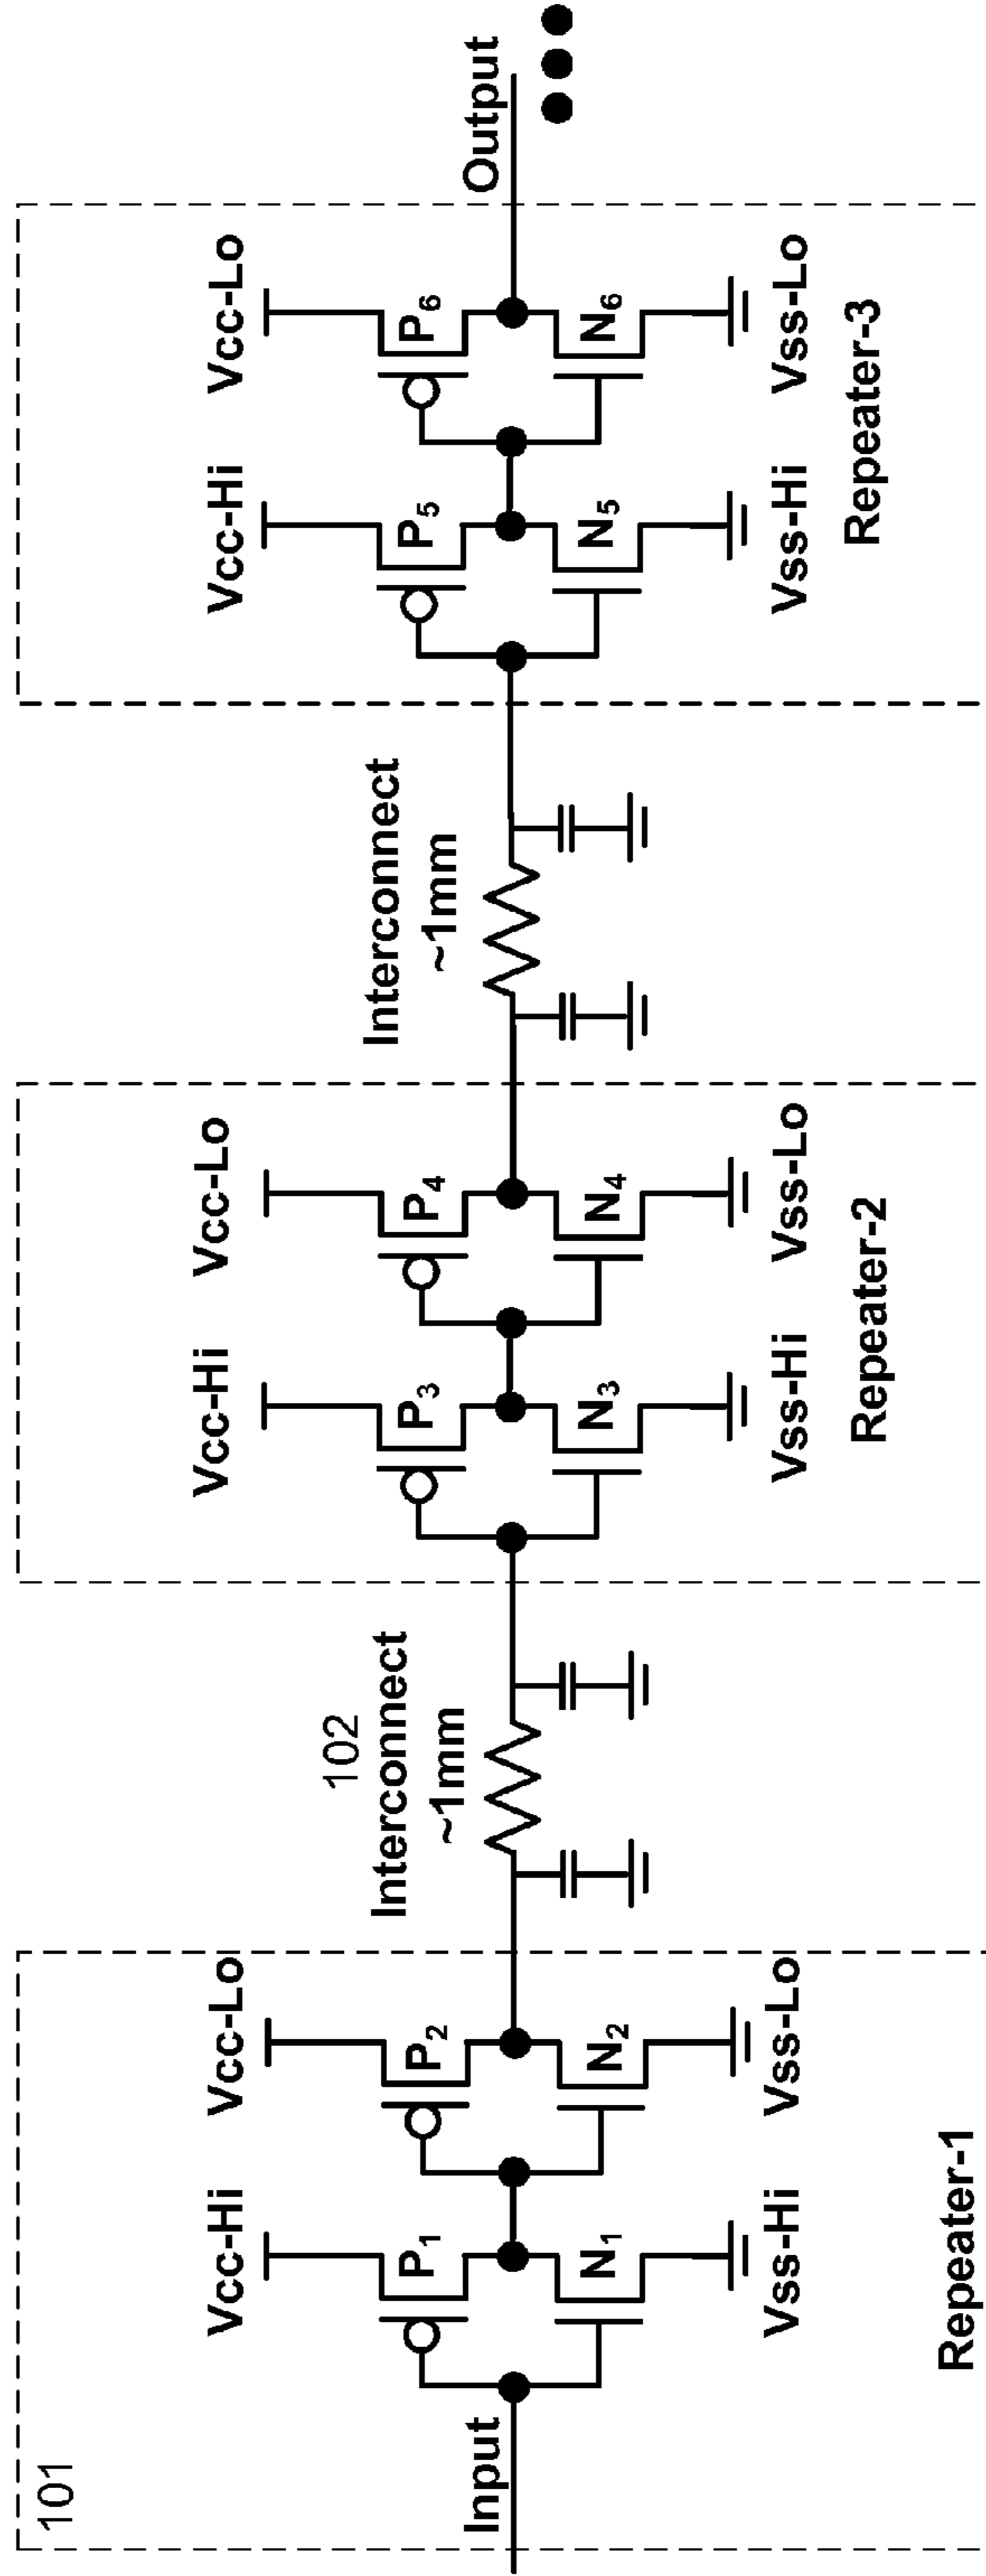 101
Input
Vcc-Hi
P1
N1
Vss-Hi
Vcc-Lo
P2
N2
Vss-Lo
Repeater-1
102
Interconnect
~1mm
Vcc-Hi
P3
N3
Vss-Hi
Vcc-Lo
P4
N4
Vss-Lo
Repeater-2
Interconnect
~1mm
Vcc-Hi
P5
N5
Vss-Hi
Vcc-Lo
P6
N6
Vss-Lo
Repeater-3
Output